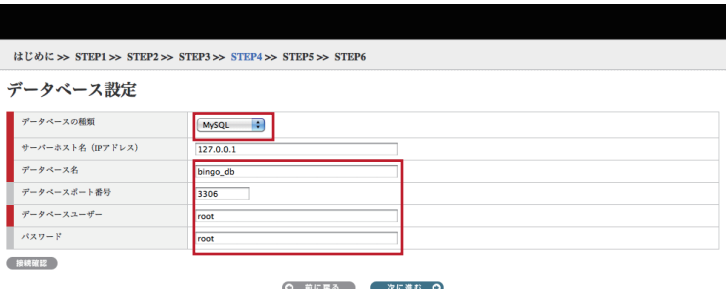 はじめに >> STEP1 >> STEP2 >> STEP3 >> STEP4 >> STEP5 >> STEP6
データベース設定
データベースの種類 MySQL
サーバーホスト名（IPアドレス） 127.0.0.1
データベース名 bingo_db
データベースポート番号 3306
データベースユーザー root
パスワード root
接続確認
前に戻る 次に進む